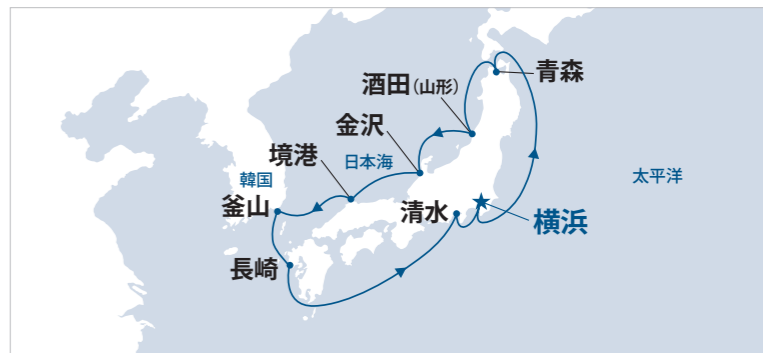 青森
酒田(山形)
金沢
境港
日本海
韓国
釜山
清水
横浜
太平洋
長崎